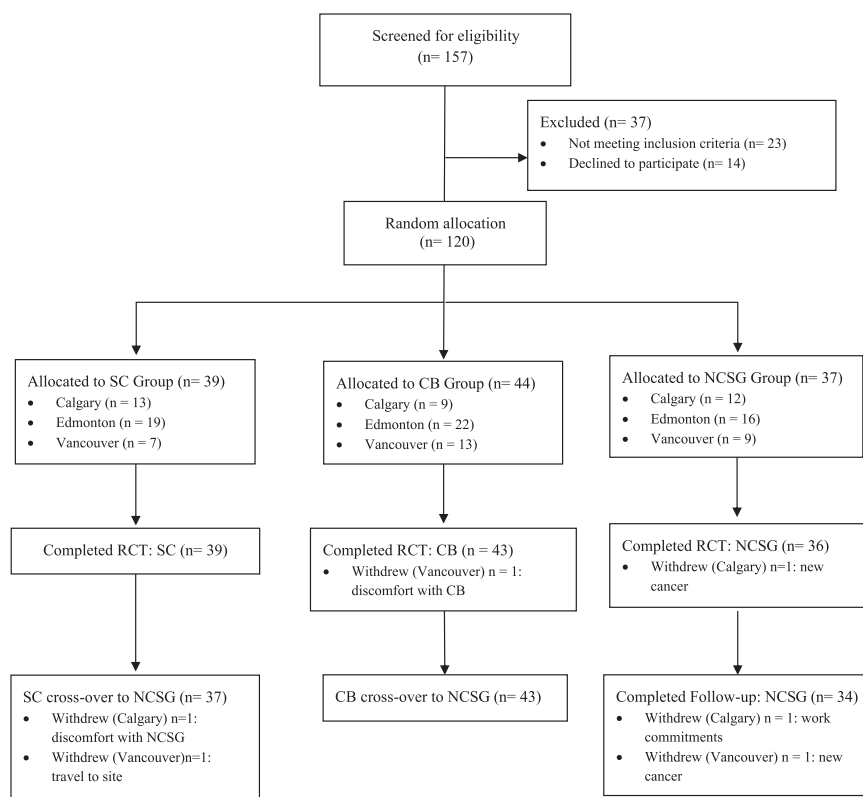 Screened for eligibility
(n= 157)
Excluded (n= 37)
• Not meeting inclusion criteria (n= 23)
• Declined to participate (n= 14)
Random allocation
(n= 120)
Allocated to SC Group (n= 39)
• Calgary (n = 13)
• Edmonton (n = 19)
• Vancouver (n = 7)
Allocated to CB Group (n= 44)
• Calgary (n = 9)
• Edmonton (n = 22)
• Vancouver (n = 13)
Allocated to NCSG Group (n= 37)
• Calgary (n = 12)
• Edmonton (n = 16)
• Vancouver (n = 9)
Completed RCT: SC (n= 39)
Completed RCT: CB (n = 43)
• Withdrew (Vancouver) n = 1:
discomfort with CB
Completed RCT: NCSG (n= 36)
• Withdrew (Calgary) n=1: new
cancer
SC cross-over to NCSG (n= 37)
• Withdrew (Calgary) n=1:
discomfort with NCSG
• Withdrew (Vancouver)n=1:
travel to site
CB cross-over to NCSG (n= 43)
Completed Follow-up: NCSG (n= 34)
• Withdrew (Calgary) n = 1: work
commitments
• Withdrew (Vancouver) n = 1: new
cancer